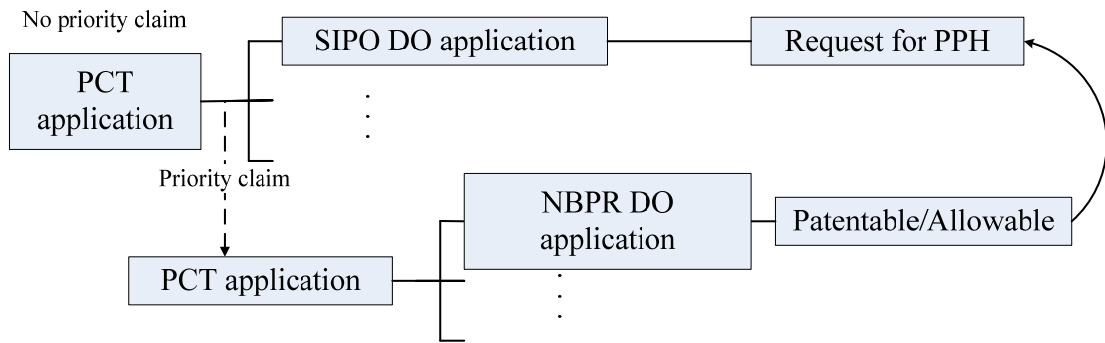 No priority claim
PCT
application
SIPO DO application
Request for PPH
Priority claim
NBPR DO
application
Patentable/Allowable
PCT application